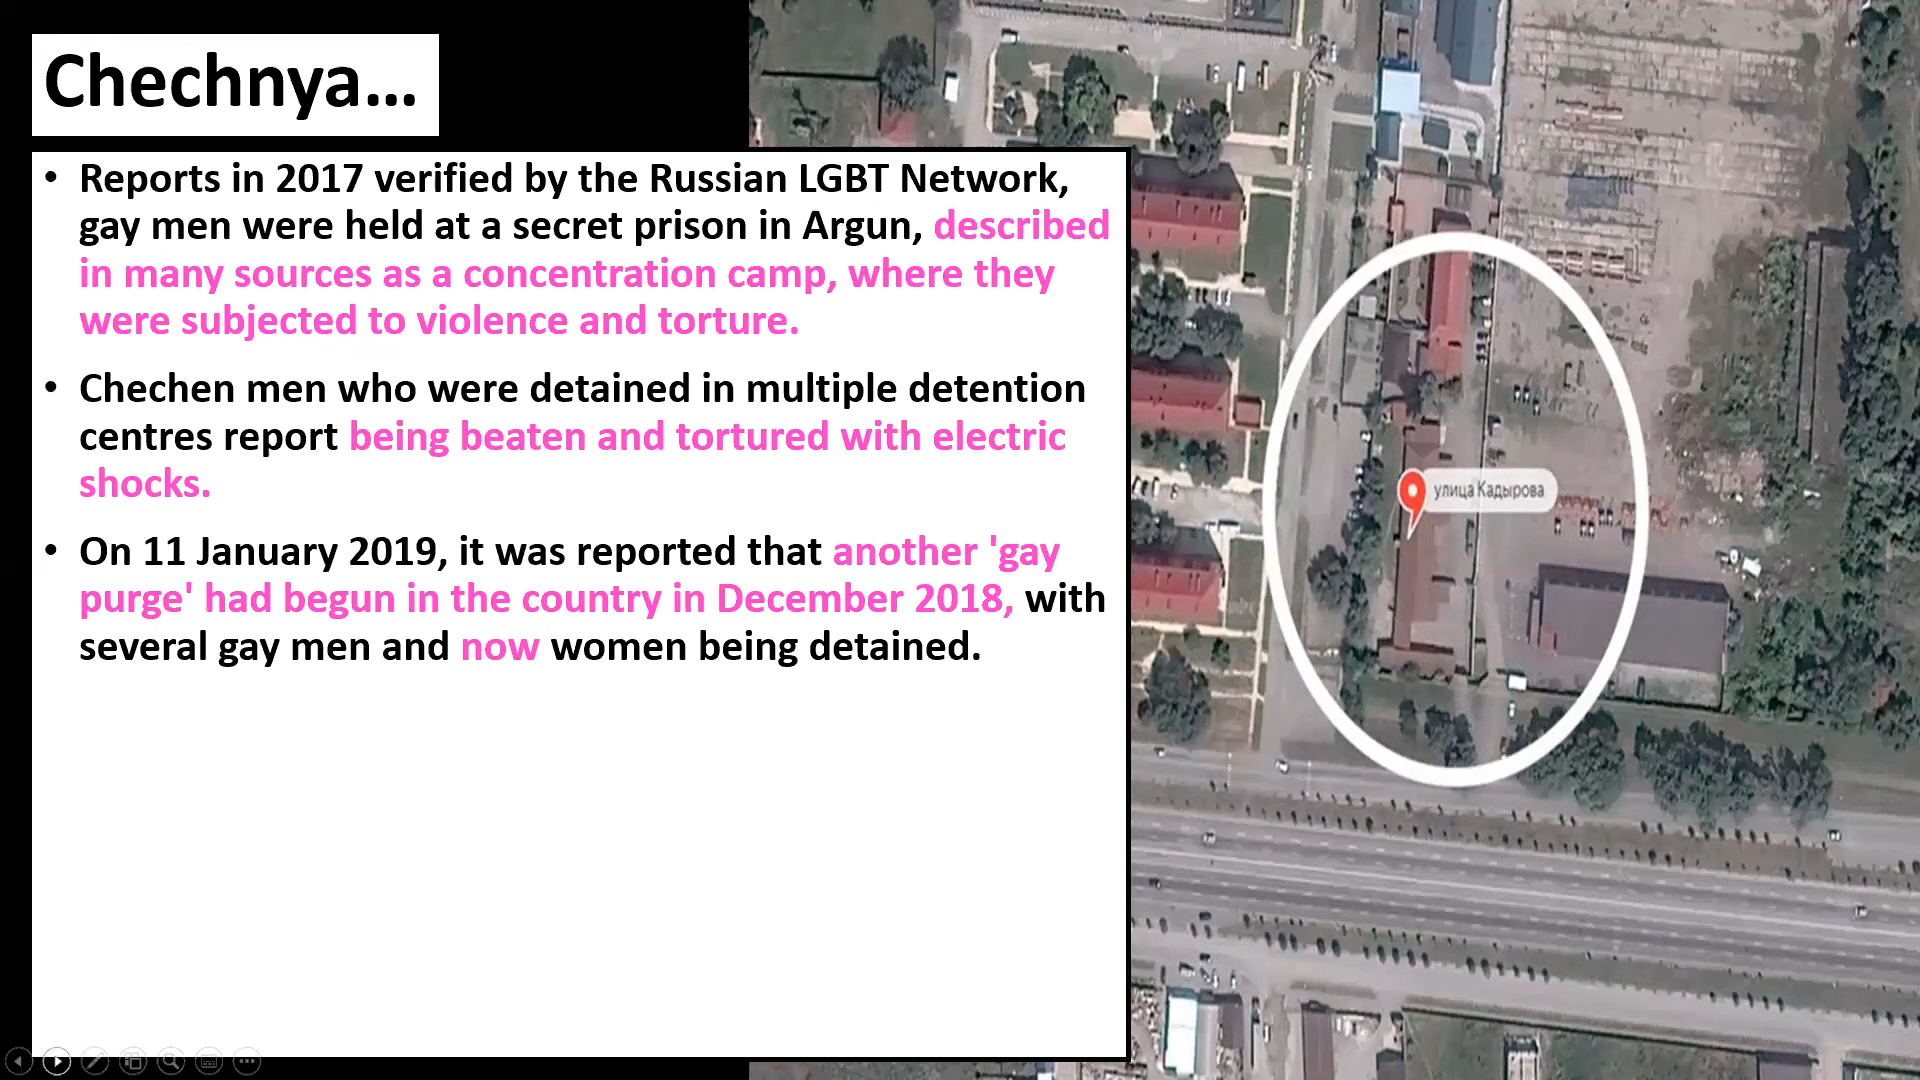 Chechnya...
• Reports in 2017 verified by the Russian LGBT Network,
gay men were held at a secret prison in Argun, described
in many sources as a concentration camp, where they
were subjected to violence and torture.
• Chechen men who were detained in multiple detention
centres report being beaten and tortured with electric
shocks.
• On 11 January 2019, it was reported that another 'gay
purge' had begun in the country in December 2018, with
several gay men and now women being detained.
улица Кадырова